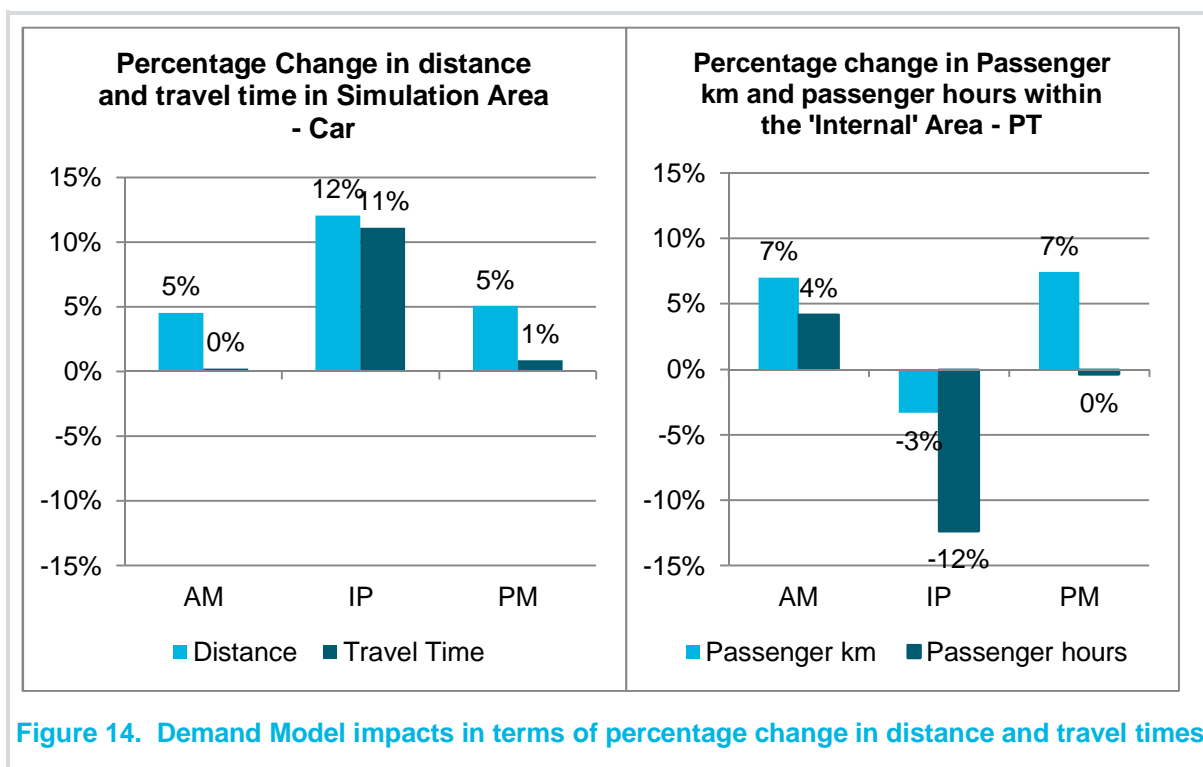 Percentage Change in distance
and travel time in Simulation Area
- Car
15%
10%
5%
0%
-5%
-10%
-15%
5%
0%
12%
11%
5%
1%
AM IP PM
Distance Travel Time
Percentage change in Passenger
km and passenger hours within
the 'Internal' Area - PT
15%
10%
5%
0%
-5%
-10%
-15%
7%
4%
-3%
-12%
7%
0%
AM IP PM
Passenger km Passenger hours
Figure 14. Demand Model impacts in terms of percentage change in distance and travel times